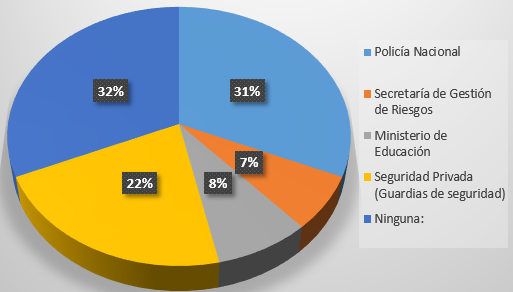 32%
31%
7%
8%
22%
Policía Nacional
Secretaría de Gestión
de Riesgos
Ministerio de
Educación
Seguridad Privada
(Guardias de seguridad)
Ninguna: